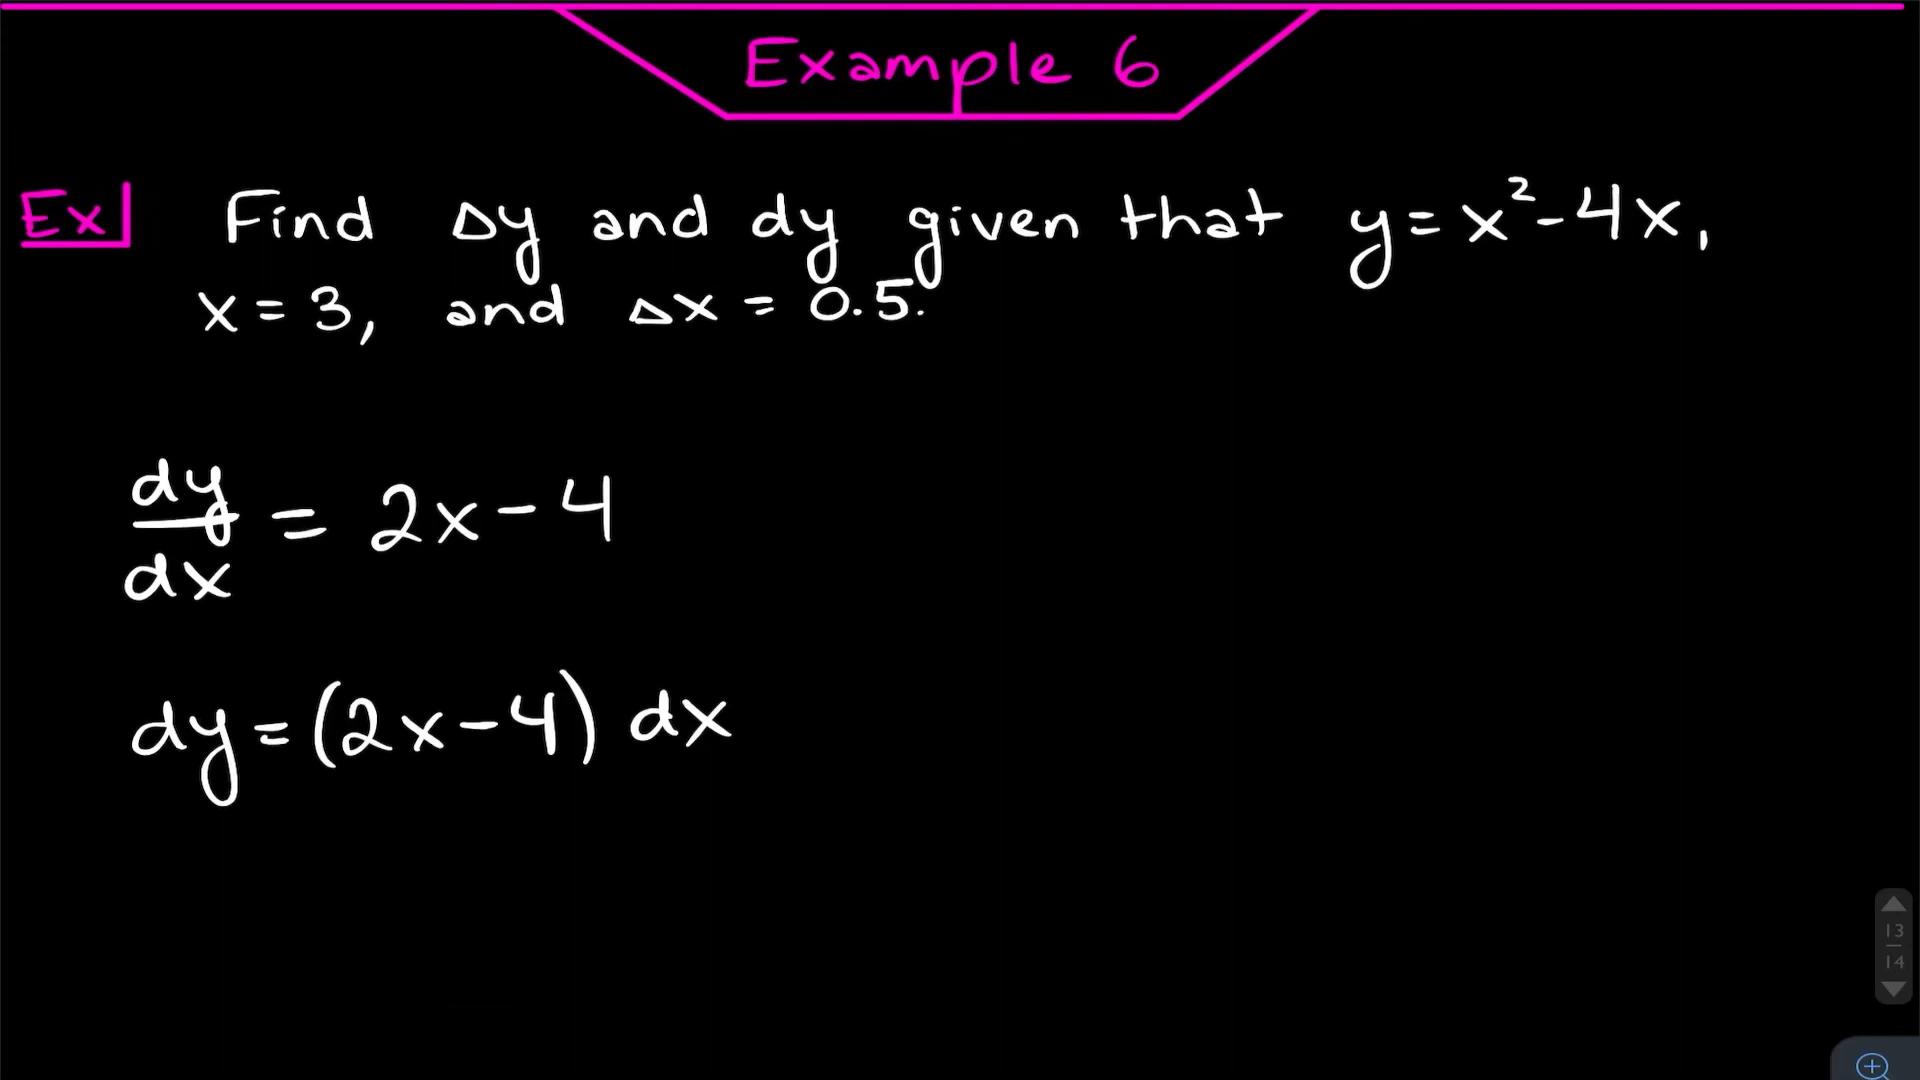 Example 6
Ex Find Δy and dy given that y = x² - 4x,
x = 3, and Δx = 0.5.
dy
dx
= 2x - 4
dy = (2x - 4) dx
13
14